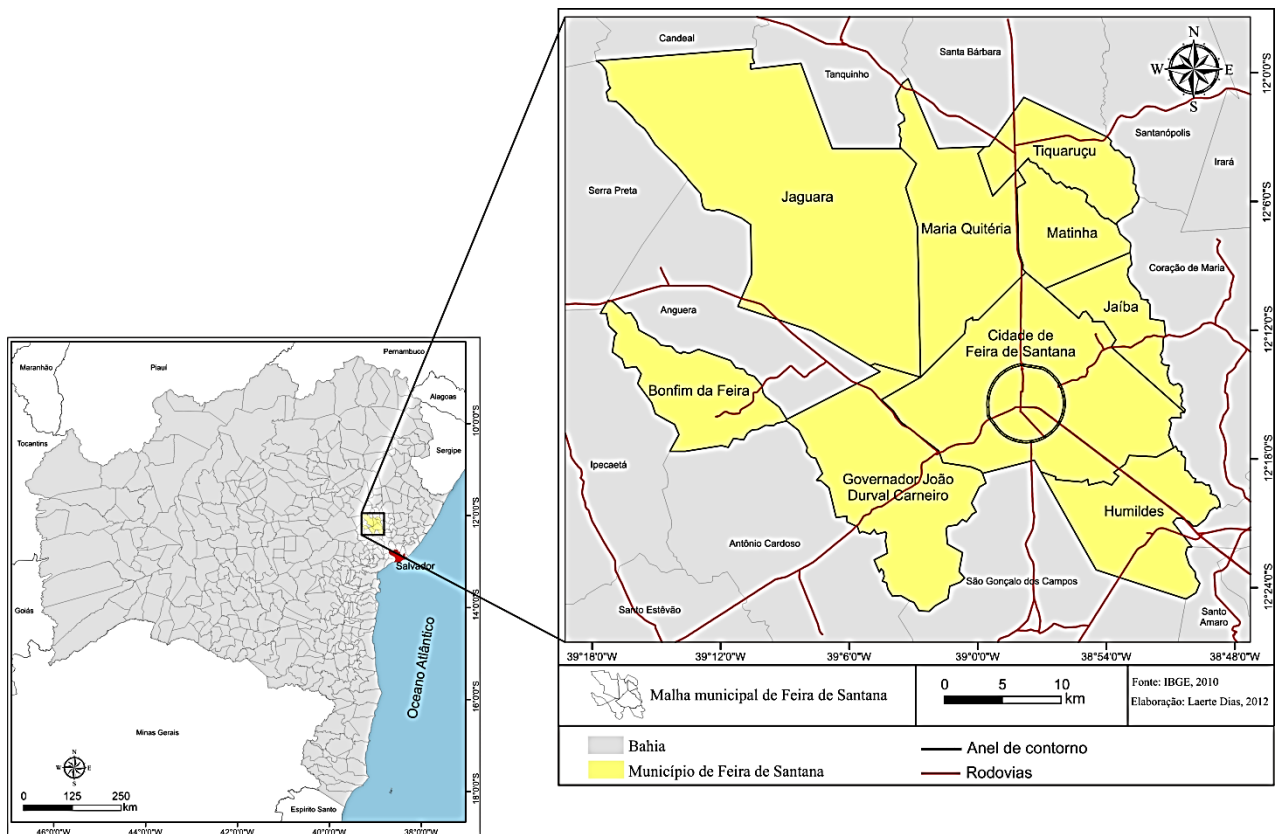 Maranhão
Piauí
Pernambuco
Alagoas
Sergipe
Tocantins
Goiás
Salvador
Oceano Atlântico
Minas Gerais
Espírito Santo
N
W
E
S
0
125
250
km
10°0'0"S
12°0'0"S
14°0'0"S
16°0'0"S
18°0'0"S
46°0'0"W
44°0'0"W
42°0'0"W
40°0'0"W
38°0'0"W
Candeal
Santa Bárbara
Tanquinho
N
W
E
S
Santanópolis
Tiquaruçu
Irará
Serra Preta
Jaguara
Maria Quitéria
Matinha
Coração de Maria
Anguera
Jaíba
Cidade de
Feira de Santana
Bonfim da Feira
Ipecaetá
Governador João
Durval Carneiro
Humildes
Antônio Cardoso
São Gonçalo dos Campos
Santo Estêvão
Santo
Amaro
12°0'0"S
12°6'0"S
12°12'0"S
12°18'0"S
12°24'0"S
39°18'0"W
39°12'0"W
39°6'0"W
39°0'0"W
38°54'0"W
38°48'0"W
Malha municipal de Feira de Santana
0
5
10
km
Fonte: IBGE, 2010
Elaboração: Laerte Dias, 2012
Bahia
Município de Feira de Santana
Anel de contorno
Rodovias